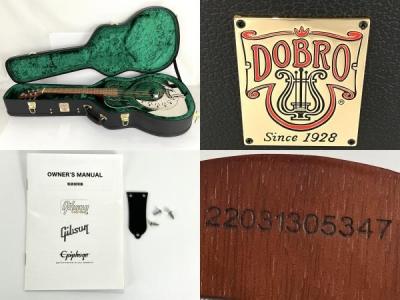 DOBRO
®
Since 1928
OWNER'S MANUAL
Gibson
Gibson
Epiphone
22031305347